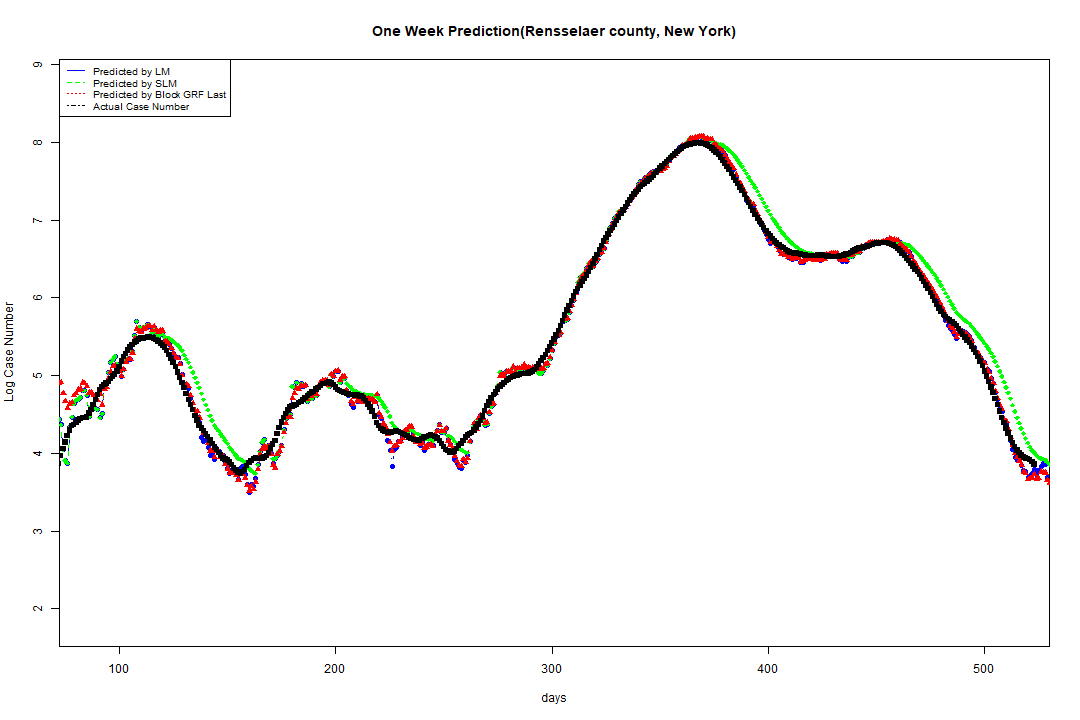 One Week Prediction(Rensselaer county, New York)
Predicted by LM
Predicted by SLM
Predicted by Block GRF Last
Actual Case Number
Log Case Number
9
8
7
6
5
4
3
2
100 200 300 400 500
days